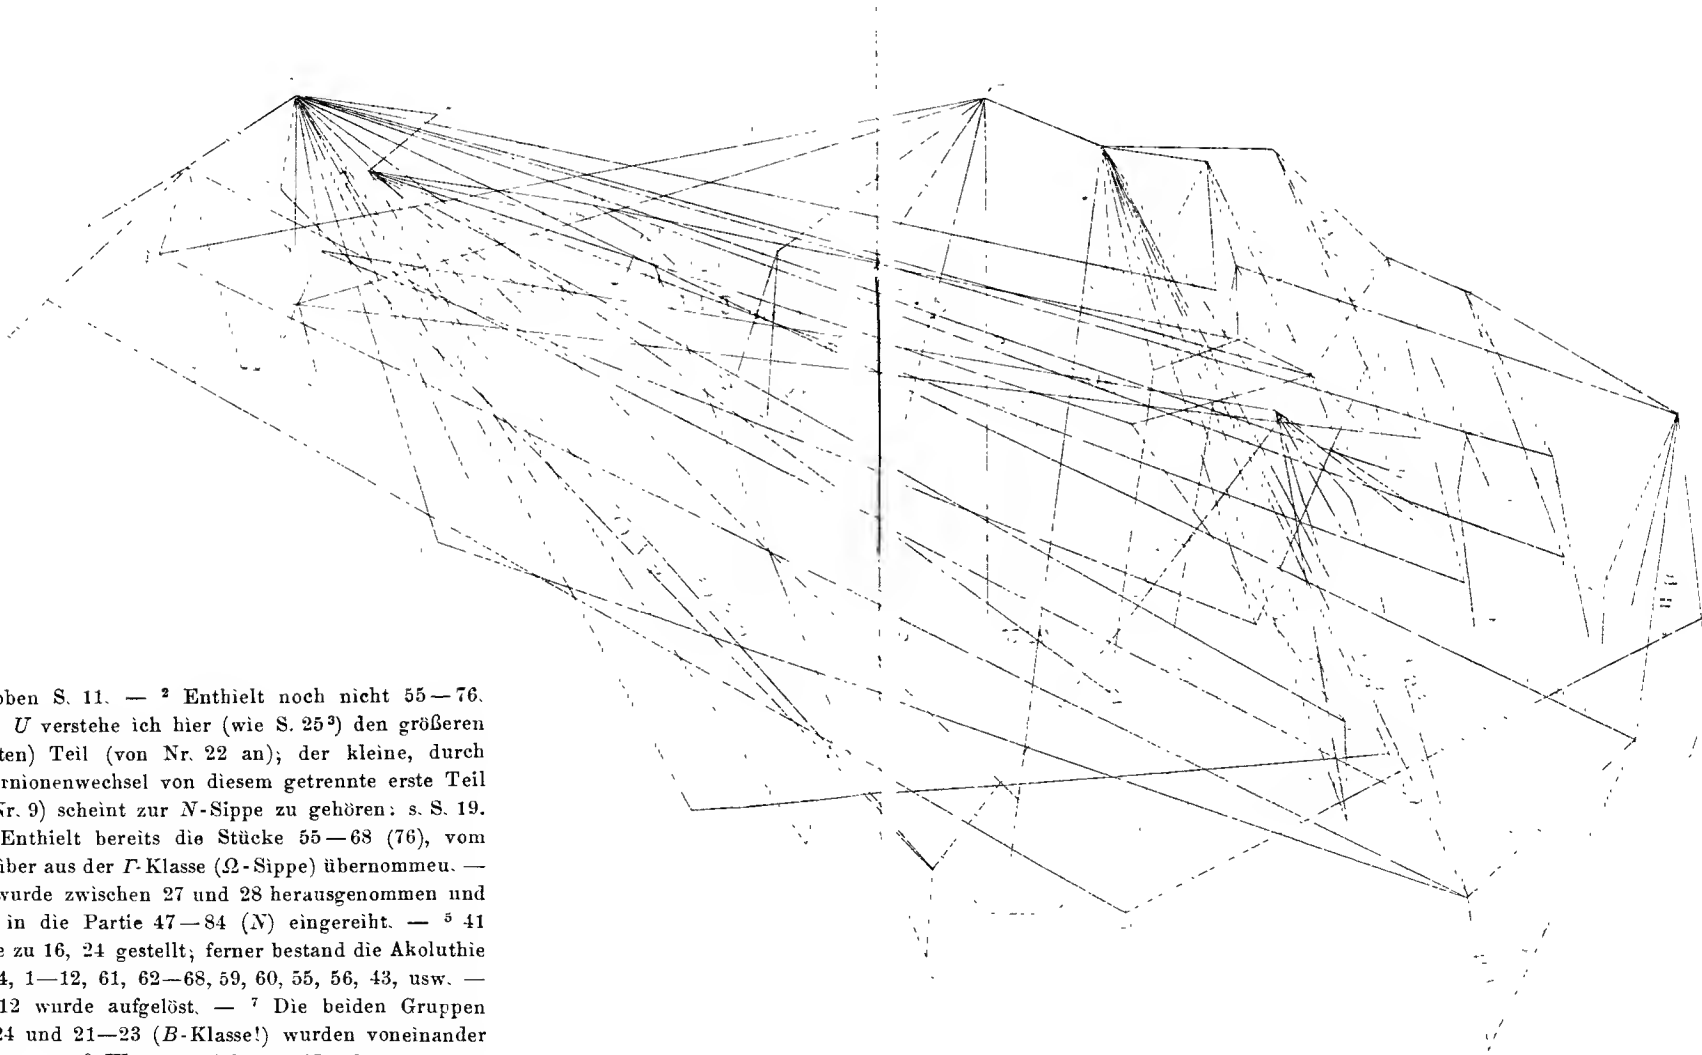 oben S. 11. — ² Enthielt noch nicht 55—76.
U verstehe ich hier (wie S. 25³) den größeren
ten) Teil (von Nr. 22 an); der kleine, durch
rnionenwechsel von diesem getrennte erste Teil
Nr. 9) scheint zur N-Sippe zu gehören: s. S. 19.
Enthielt bereits die Stücke 55—68 (76), vom
über aus der Γ-Klasse (Ω-Sippe) übernommeu. —
wurde zwischen 27 und 28 herausgenommen und
in die Partie 47—84 (N) eingereiht. — ⁵ 41
e zu 16, 24 gestellt; ferner bestand die Akoluthie
4, 1—12, 61, 62—68, 59, 60, 55, 56, 43, usw. —
12 wurde aufgelöst. — ⁷ Die beiden Gruppen
24 und 21—23 (B-Klasse!) wurden voneinander